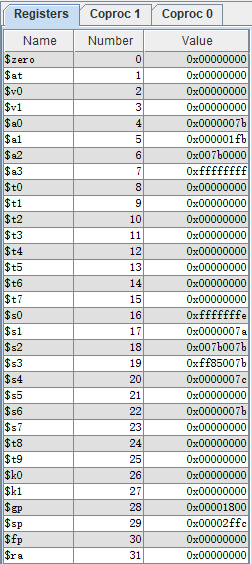 Registers Coproc 1 Coproc 0
Name Number Value
$zero 0 0x00000000
$at 1 0x00000000
$v0 2 0x00000000
$v1 3 0x00000000
$a0 4 0x0000007b
$a1 5 0x000001fb
$a2 6 0x007b0000
$a3 7 0xffffffff
$t0 8 0x00000000
$t1 9 0x00000000
$t2 10 0x00000000
$t3 11 0x00000000
$t4 12 0x00000000
$t5 13 0x00000000
$t6 14 0x00000000
$t7 15 0x00000000
$s0 16 0xfffffffe
$s1 17 0x0000007a
$s2 18 0x007b007b
$s3 19 0xff85007b
$s4 20 0x0000007c
$s5 21 0x00000000
$s6 22 0x0000007b
$s7 23 0x00000000
$t8 24 0x00000000
$t9 25 0x00000000
$k0 26 0x00000000
$k1 27 0x00000000
$gp 28 0x00001800
$sp 29 0x00002ffc
$fp 30 0x00000000
$ra 31 0x00000000